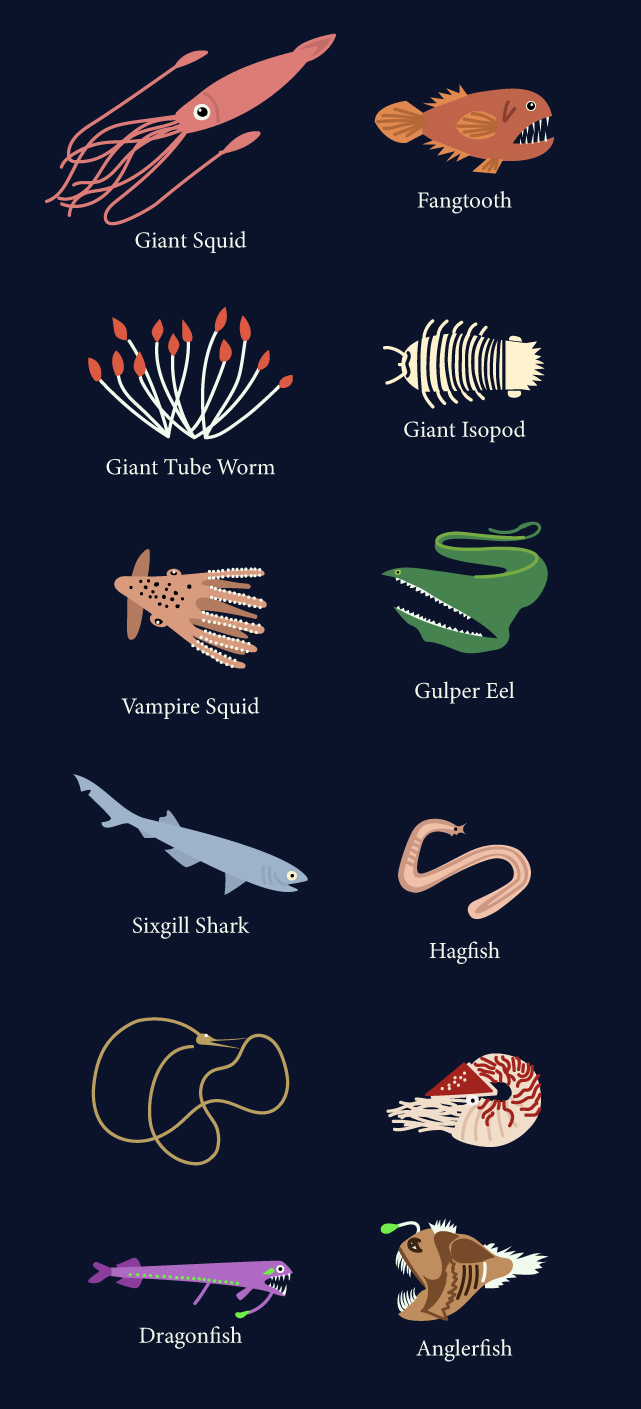 Giant Squid
Fangtooth
Giant Tube Worm
Giant Isopod
Vampire Squid
Gulper Eel
Sixgill Shark
Hagfish
Dragonfish
Anglerfish